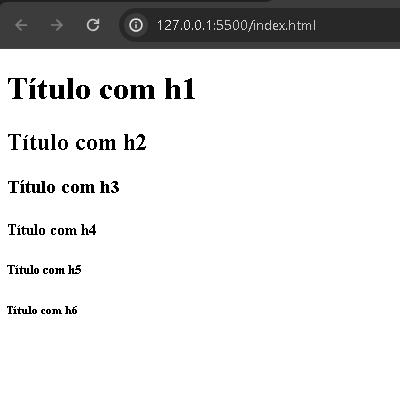 127.0.0.1:5500/index.html
Título com h1
Título com h2
Título com h3
Título com h4
Título com h5
Título com h6